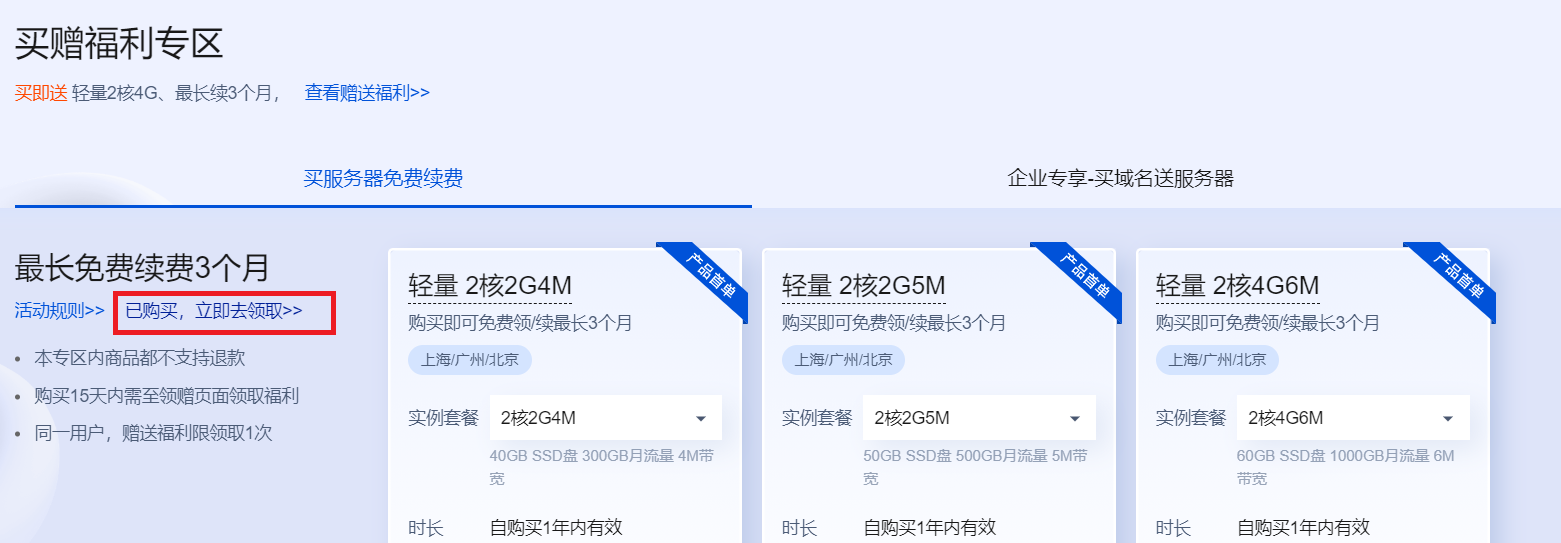 买赠福利专区
买即送 轻量2核4G、最长续3个月， 查看赠送福利>>
买服务器免费续费
企业专享-买域名送服务器
最长免费续费3个月
活动规则>> 已购买，立即去领取>>
• 本专区内商品都不支持退款
• 购买15天内需至领赠页面领取福利
• 同一用户，赠送福利限领取1次
产品首单
轻量 2核2G4M
购买即可免费领/续最长3个月
上海/广州/北京
实例套餐 2核2G4M
40GB SSD盘 300GB月流量 4M带
宽
时长 自购买1年内有效
产品首单
轻量 2核2G5M
购买即可免费领/续最长3个月
上海/广州/北京
实例套餐 2核2G5M
50GB SSD盘 500GB月流量 5M带
宽
时长 自购买1年内有效
产品首单
轻量 2核4G6M
购买即可免费领/续最长3个月
上海/广州/北京
实例套餐 2核4G6M
60GB SSD盘 1000GB月流量 6M
带宽
时长 自购买1年内有效